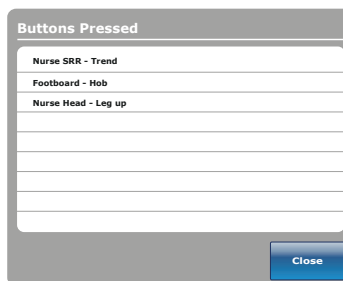 Buttons Pressed
Nurse SRR - Trend
Footboard - Hob
Nurse Head - Leg up
Close